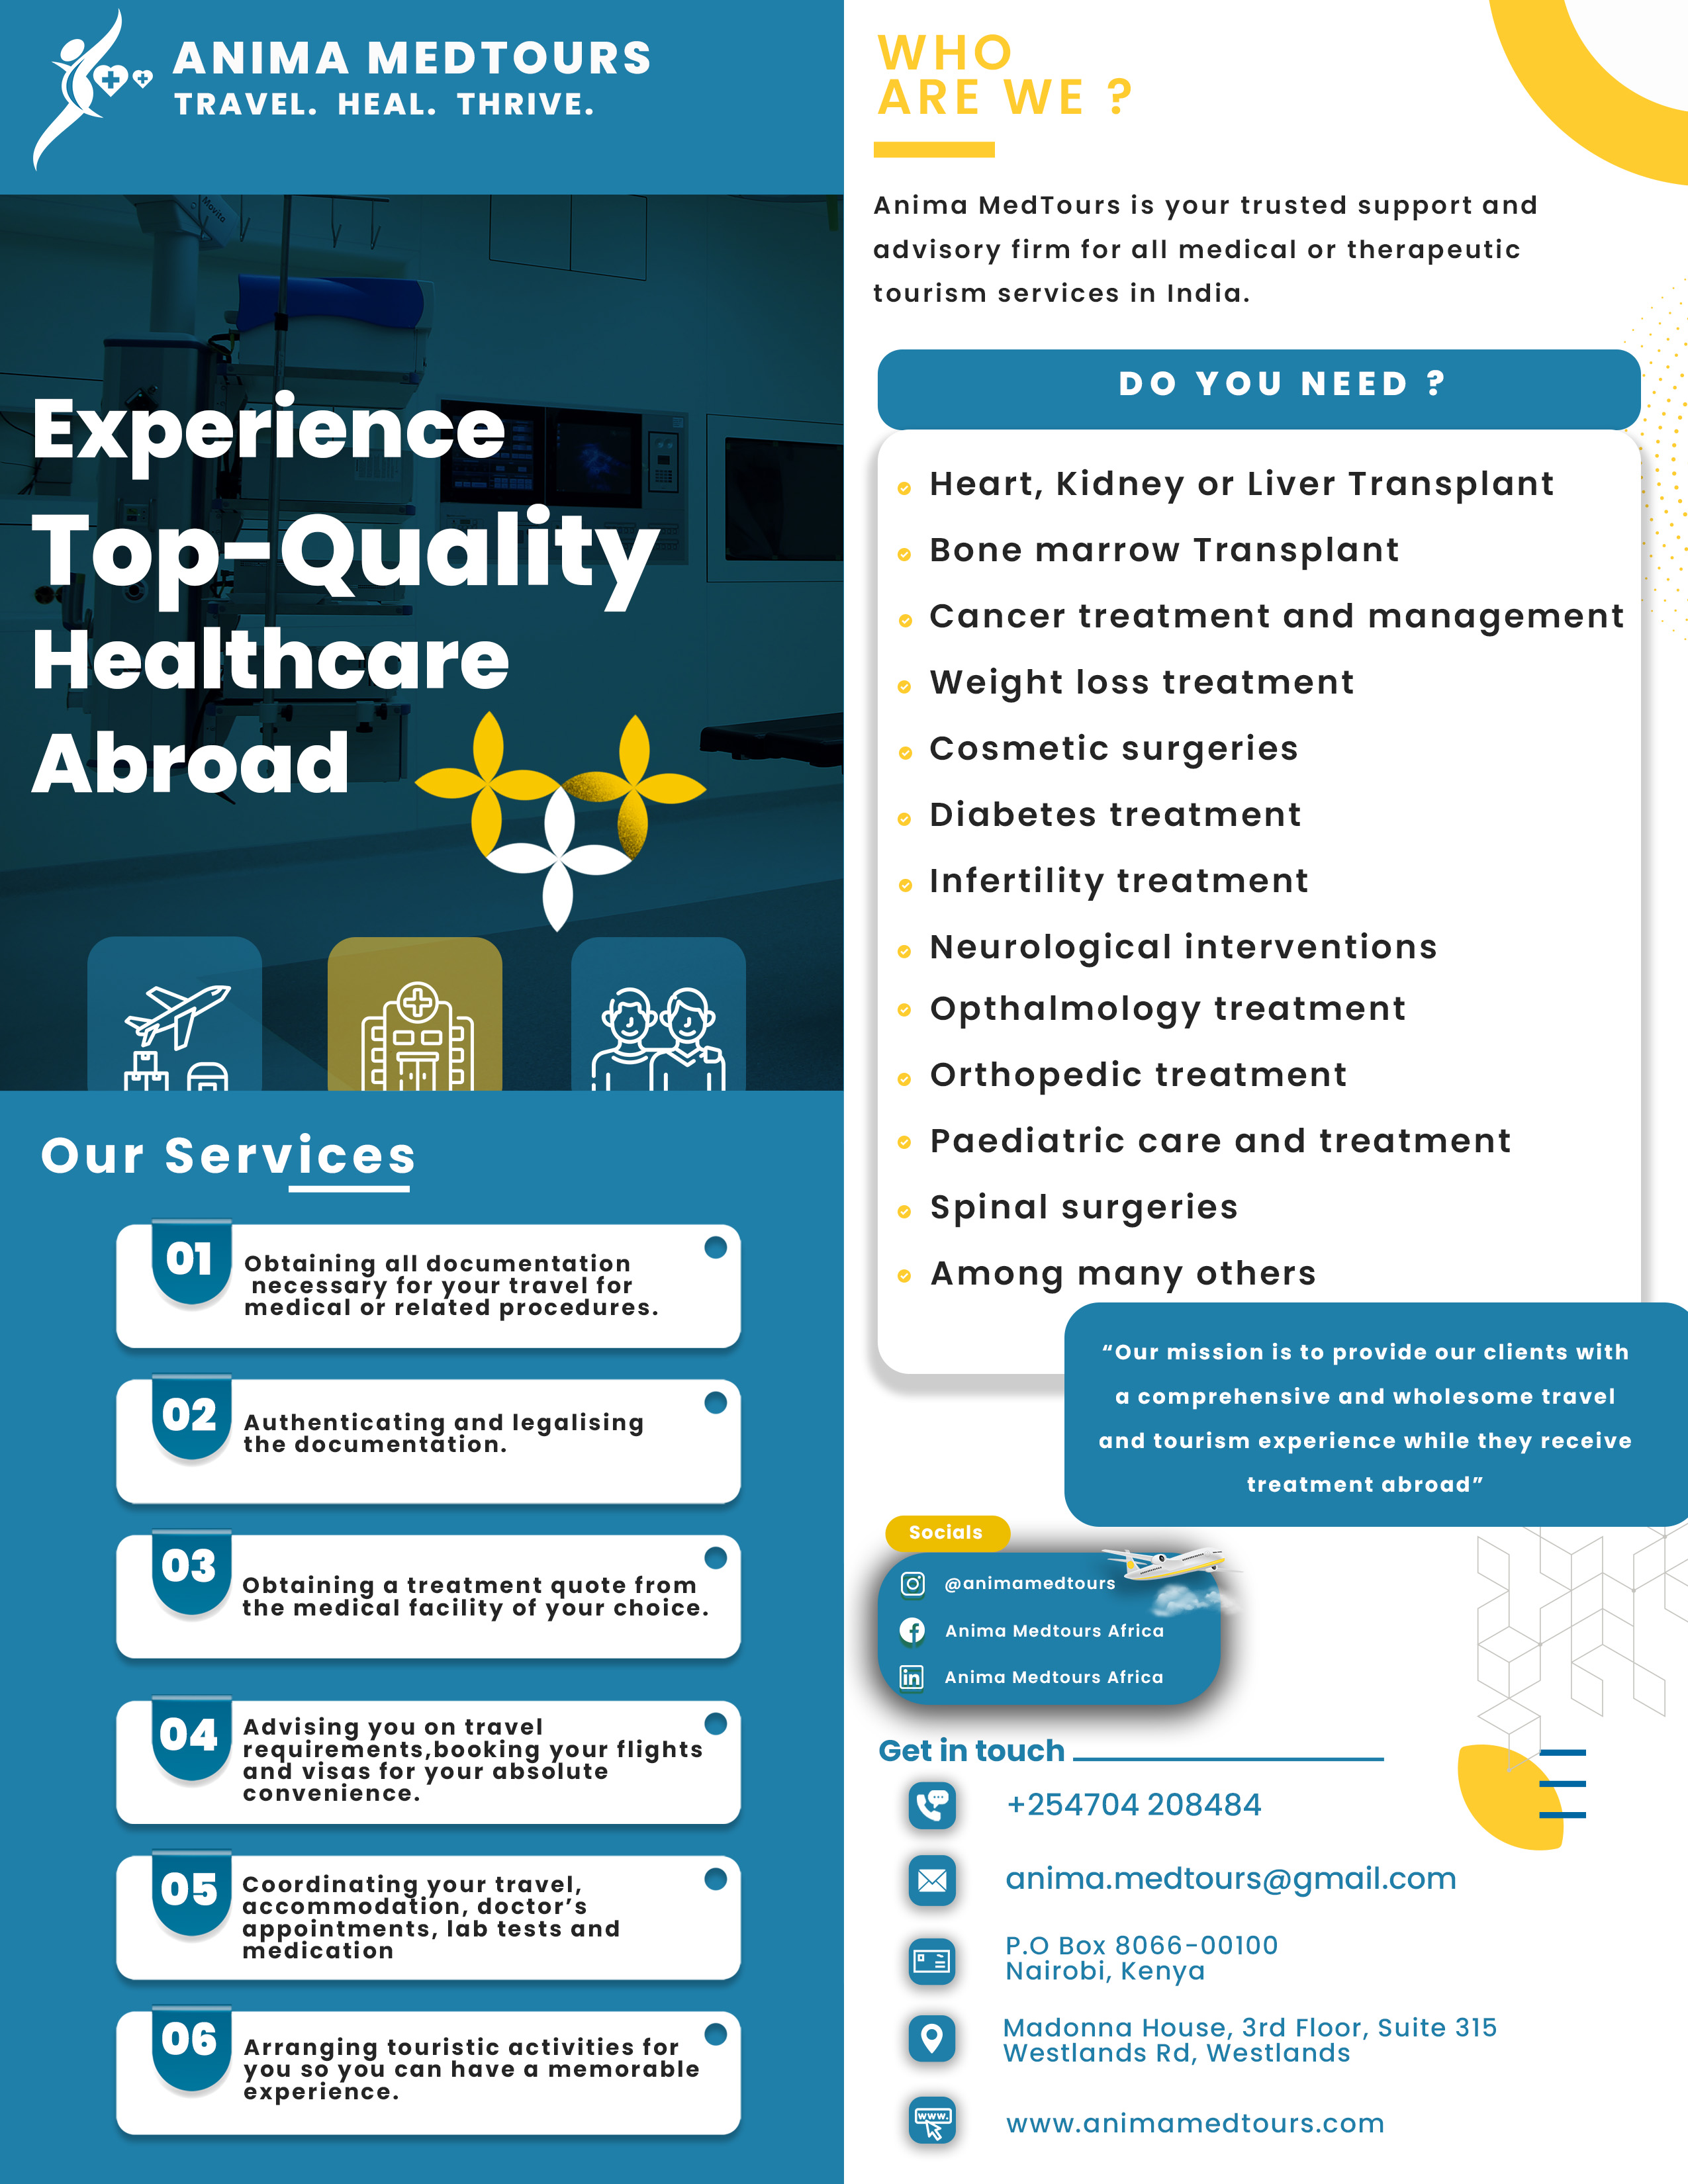 ANIMA MEDTOURS
TRAVEL. HEAL. THRIVE.
Movita
Experience
Top-Quality
Healthcare
Abroad
Our Services
01
Obtaining all documentation
necessary for your travel for
medical or related procedures.
02
Authenticating and legalising
the documentation.
03
Obtaining a treatment quote from
the medical facility of your choice.
04
Advising you on travel
requirements,booking your flights
and visas for your absolute
convenience.
05
Coordinating your travel,
accommodation, doctor’s
appointments, lab tests and
medication
06
Arranging touristic activities for
you so you can have a memorable
experience.
WHO
ARE WE ?
Anima MedTours is your trusted support and
advisory firm for all medical or therapeutic
tourism services in India.
DO YOU NEED ?
Heart, Kidney or Liver Transplant
Bone marrow Transplant
Cancer treatment and management
Weight loss treatment
Cosmetic surgeries
Diabetes treatment
Infertility treatment
Neurological interventions
Opthalmology treatment
Orthopedic treatment
Paediatric care and treatment
Spinal surgeries
Among many others
“Our mission is to provide our clients with
a comprehensive and wholesome travel
and tourism experience while they receive
treatment abroad”
Socials
@animamedtours
Anima Medtours Africa
in
Anima Medtours Africa
Get in touch
+254704 208484
anima.medtours@gmail.com
P.O Box 8066-00100
Nairobi, Kenya
Madonna House, 3rd Floor, Suite 315
Westlands Rd, Westlands
www.
www.animamedtours.com